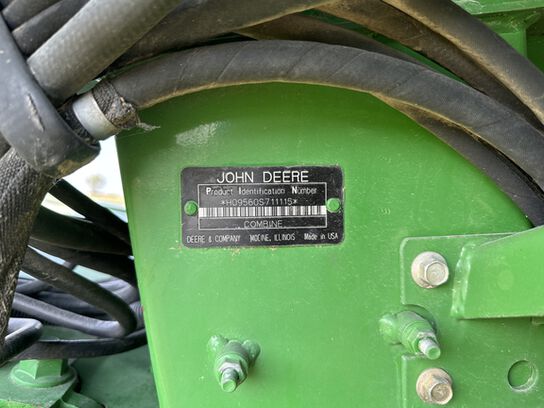 JOHN DEERE
Product Identification Number
*H09560S711115*
COMBINE
DEERE & COMPANY MOLINE, ILLINOIS Made in USA